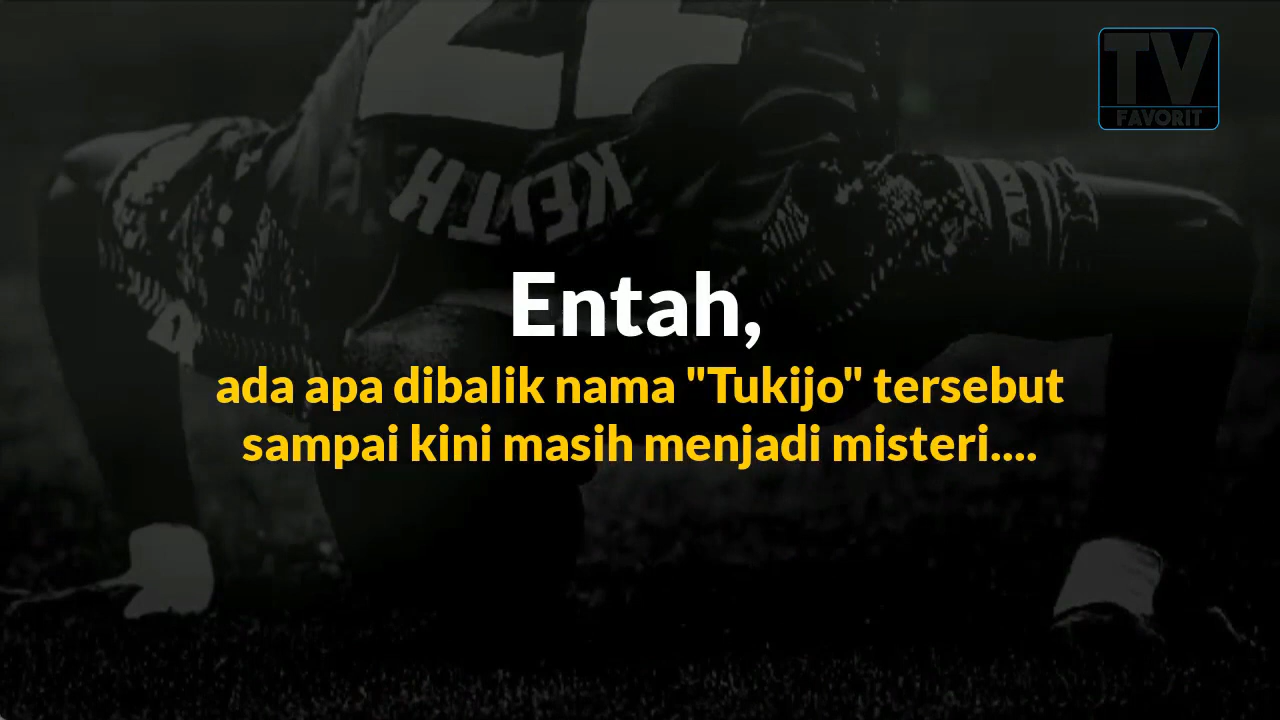 TV
FAVORIT
KEITH
Entah,
ada apa dibalik nama "Tukijo" tersebut
sampai kini masih menjadi misteri....